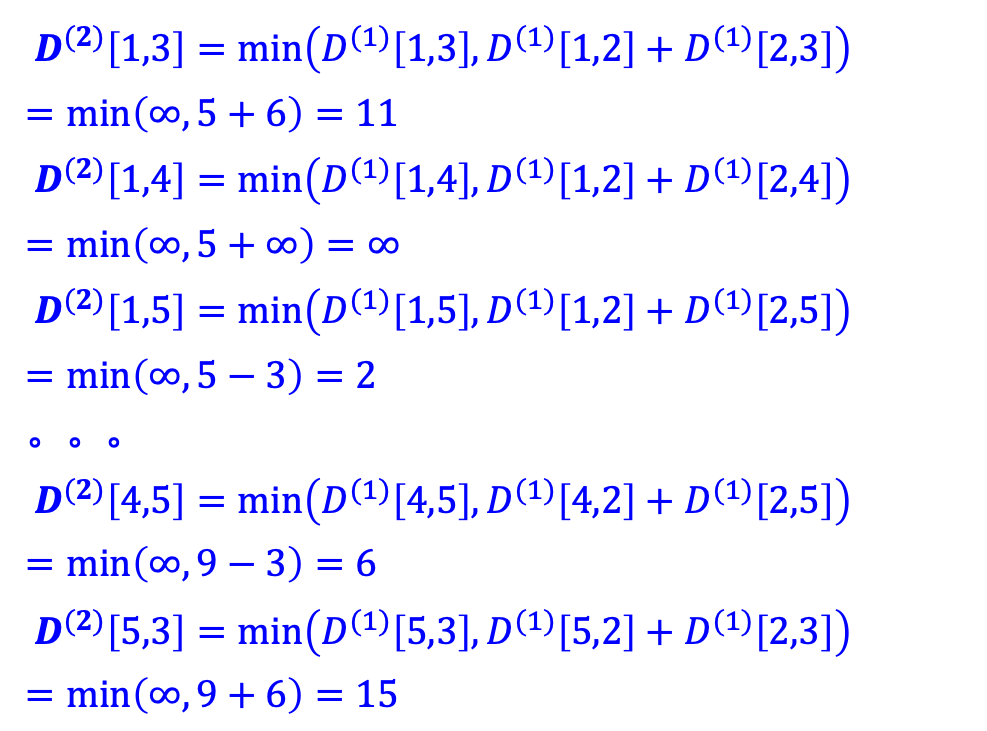 D⁽²⁾[1,3] = min(D⁽¹⁾[1,3], D⁽¹⁾[1,2] + D⁽¹⁾[2,3])
= min(∞, 5 + 6) = 11
D⁽²⁾[1,4] = min(D⁽¹⁾[1,4], D⁽¹⁾[1,2] + D⁽¹⁾[2,4])
= min(∞, 5 + ∞) = ∞
D⁽²⁾[1,5] = min(D⁽¹⁾[1,5], D⁽¹⁾[1,2] + D⁽¹⁾[2,5])
= min(∞, 5 − 3) = 2
。。。
D⁽²⁾[4,5] = min(D⁽¹⁾[4,5], D⁽¹⁾[4,2] + D⁽¹⁾[2,5])
= min(∞, 9 − 3) = 6
D⁽²⁾[5,3] = min(D⁽¹⁾[5,3], D⁽¹⁾[5,2] + D⁽¹⁾[2,3])
= min(∞, 9 + 6) = 15